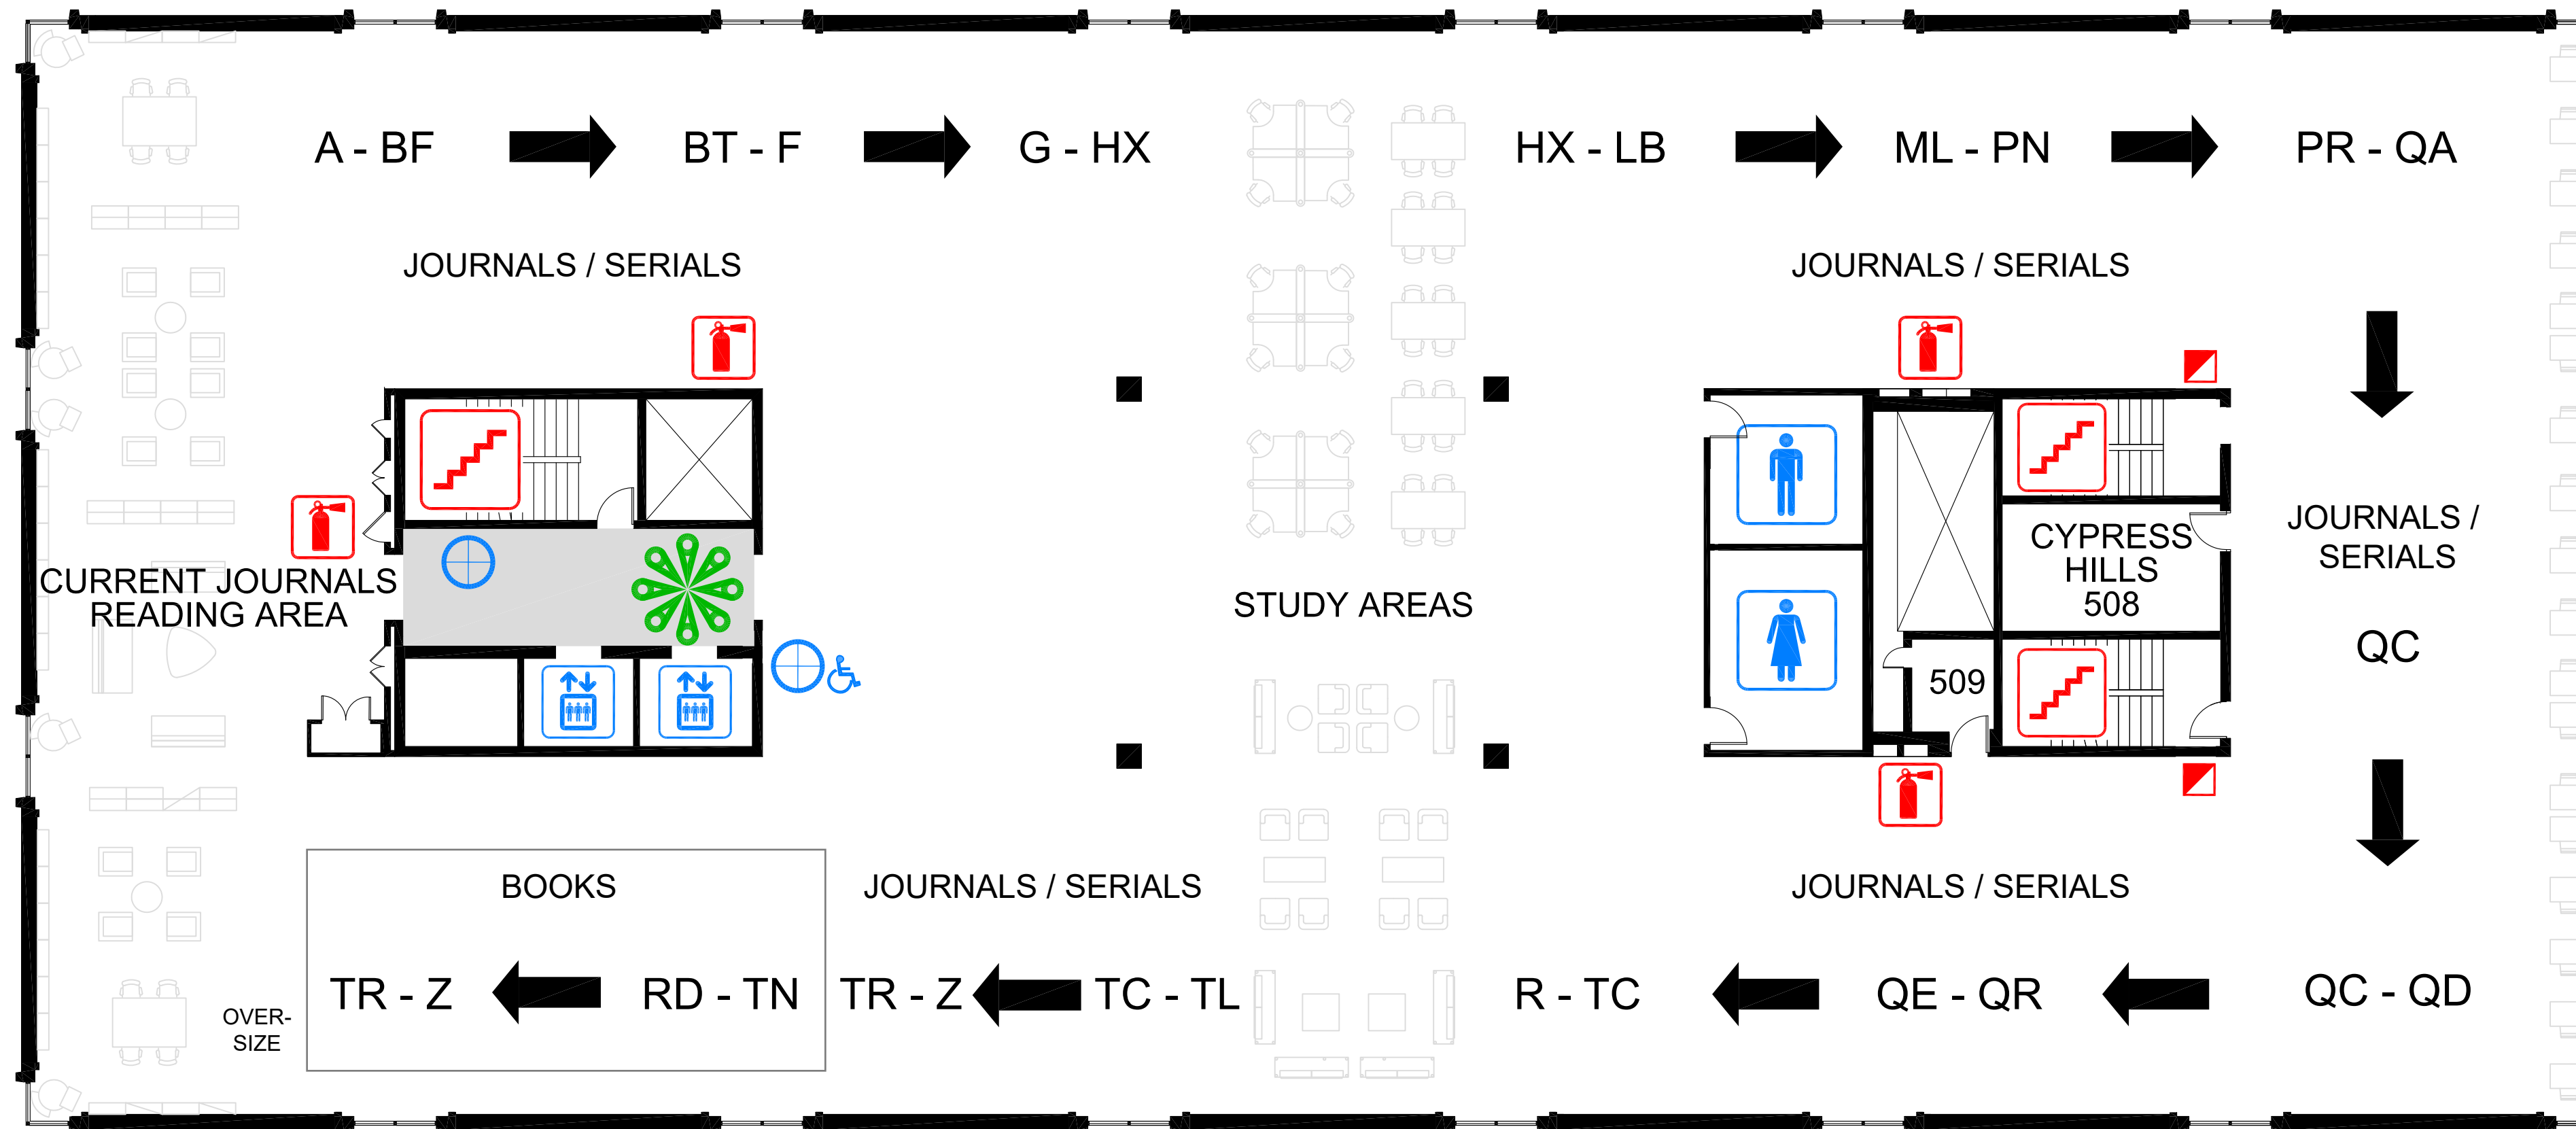 A - BF
BT - F
G - HX
HX - LB
ML - PN
PR - QA
JOURNALS / SERIALS
JOURNALS / SERIALS
JOURNALS /
SERIALS
CYPRESS
HILLS
508
CURRENT JOURNALS
READING AREA
STUDY AREAS
QC
509
BOOKS
JOURNALS / SERIALS
JOURNALS / SERIALS
OVER-
SIZE
TR - Z
RD - TN
TR - Z
TC - TL
R - TC
QE - QR
QC - QD